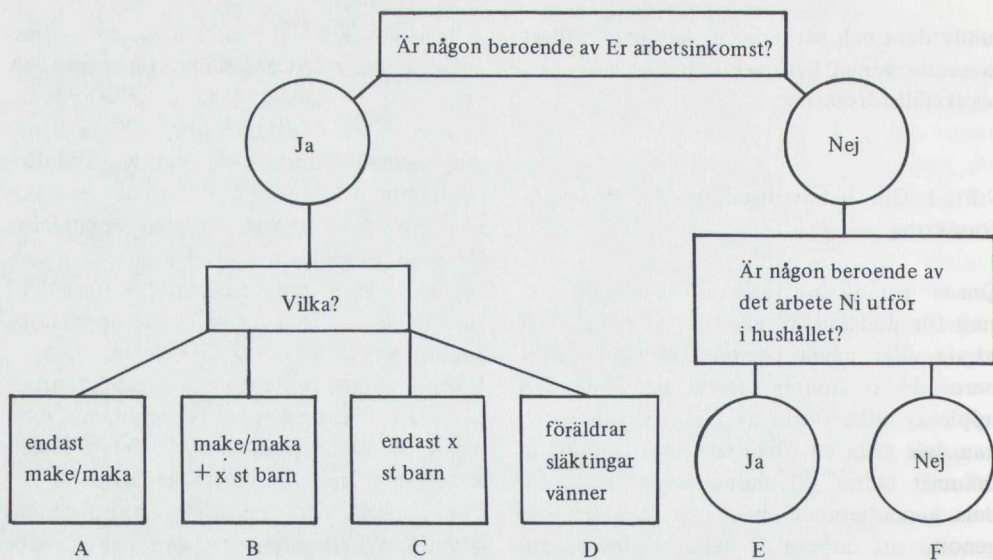 Är någon beroende av Er arbetsinkomst?
Ja
Nej
Vilka?
Är någon beroende av
det arbete Ni utför
i hushållet?
endast
make/maka
make/maka
+ x st barn
endast x
st barn
föräldrar
släktingar
vänner
Ja
Nej
A
B
C
D
E
F